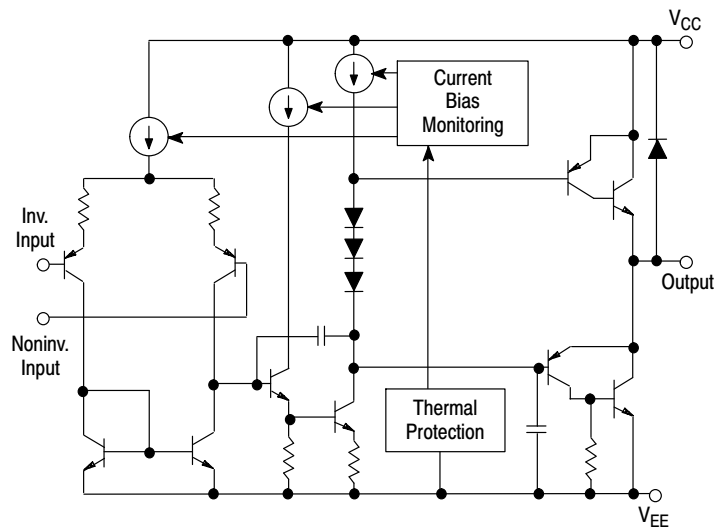 V_CC
Current
Bias
Monitoring
Inv.
Input
Output
Noninv.
Input
Thermal
Protection
V_EE